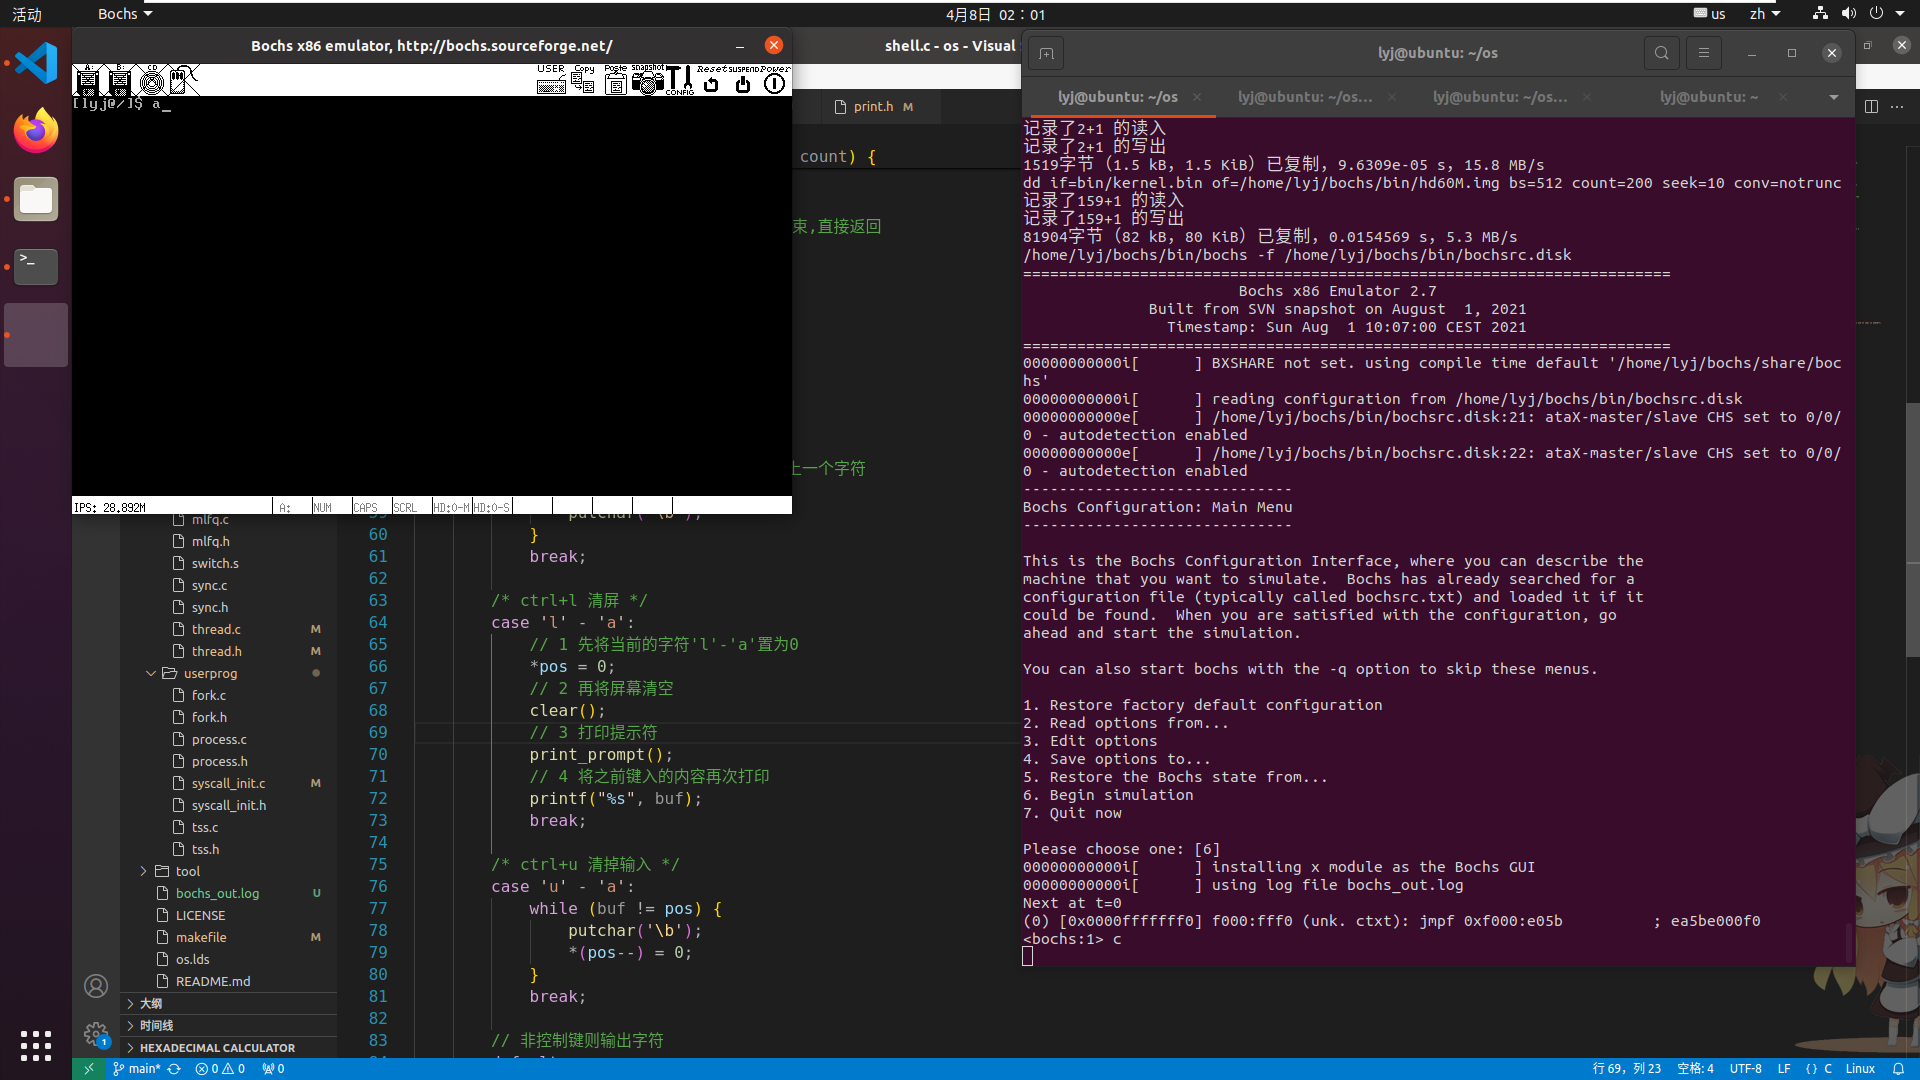 活动
Bochs
4月8日 02：01
us
zh
Bochs x86 emulator, http://bochs.sourceforge.net/
A:
B:
CD
USER
Copy
Paste
snapshot
CONFIG
Reset
SUSPEND
Power
[lyj@/]$ a_
IPS: 28.892M
A:
NUM
CAPS
SCRL
HD:0-M
HD:0-S
shell.c - os - Visual
print.h M
count) {
束,直接返回
上一个字符
mlfq.c
mlfq.h
switch.s
sync.c
sync.h
thread.c M
thread.h M
userprog
fork.c
fork.h
process.c
process.h
syscall_init.c M
syscall_init.h
tss.c
tss.h
tool
bochs_out.log U
LICENSE
makefile M
os.lds
README.md
大纲
时间线
HEXADECIMAL CALCULATOR
1
59 putchar('\b');
60 }
61 break;
62
63 /* ctrl+l 清屏 */
64 case 'l' - 'a':
65 // 1 先将当前的字符'l'-'a'置为0
66 *pos = 0;
67 // 2 再将屏幕清空
68 clear();
69 // 3 打印提示符
70 print_prompt();
71 // 4 将之前键入的内容再次打印
72 printf("%s", buf);
73 break;
74
75 /* ctrl+u 清掉输入 */
76 case 'u' - 'a':
77 while (buf != pos) {
78 putchar('\b');
79 *(pos--) = 0;
80 }
81 break;
82
83 // 非控制键则输出字符
lyj@ubuntu: ~/os
lyj@ubuntu: ~/os
lyj@ubuntu: ~/os...
lyj@ubuntu: ~/os...
lyj@ubuntu: ~
记录了2+1 的读入
记录了2+1 的写出
1519字节（1.5 kB，1.5 KiB）已复制，9.6309e-05 s，15.8 MB/s
dd if=bin/kernel.bin of=/home/lyj/bochs/bin/hd60M.img bs=512 count=200 seek=10 conv=notrunc
记录了159+1 的读入
记录了159+1 的写出
81904字节（82 kB，80 KiB）已复制，0.0154569 s，5.3 MB/s
/home/lyj/bochs/bin/bochs -f /home/lyj/bochs/bin/bochsrc.disk
========================================================================
Bochs x86 Emulator 2.7
Built from SVN snapshot on August  1, 2021
Timestamp: Sun Aug  1 10:07:00 CEST 2021
========================================================================
00000000000i[      ] BXSHARE not set. using compile time default '/home/lyj/bochs/share/boc
hs'
00000000000i[      ] reading configuration from /home/lyj/bochs/bin/bochsrc.disk
00000000000e[      ] /home/lyj/bochs/bin/bochsrc.disk:21: ataX-master/slave CHS set to 0/0/
0 - autodetection enabled
00000000000e[      ] /home/lyj/bochs/bin/bochsrc.disk:22: ataX-master/slave CHS set to 0/0/
0 - autodetection enabled
------------------------------
Bochs Configuration: Main Menu
------------------------------
This is the Bochs Configuration Interface, where you can describe the
machine that you want to simulate.  Bochs has already searched for a
configuration file (typically called bochsrc.txt) and loaded it if it
could be found.  When you are satisfied with the configuration, go
ahead and start the simulation.
You can also start bochs with the -q option to skip these menus.
1. Restore factory default configuration
2. Read options from...
3. Edit options
4. Save options to...
5. Restore the Bochs state from...
6. Begin simulation
7. Quit now
Please choose one: [6]
00000000000i[      ] installing x module as the Bochs GUI
00000000000i[      ] using log file bochs_out.log
Next at t=0
(0) [0x0000fffffff0] f000:fff0 (unk. ctxt): jmpf 0xf000:e05b          ; ea5be000f0
<bochs:1> c
main*
0
0
0
行 69，列 23
空格: 4
UTF-8
LF
{} C
Linux